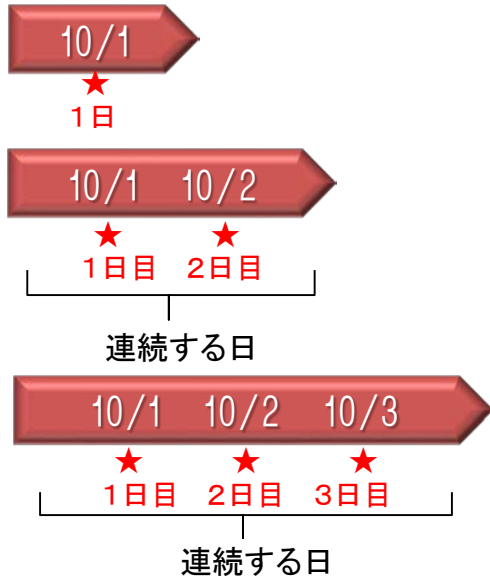 10/1
★
1日
10/1 10/2
★ ★
1日目 2日目
連続する日
10/1 10/2 10/3
★ ★ ★
1日目 2日目 3日目
連続する日